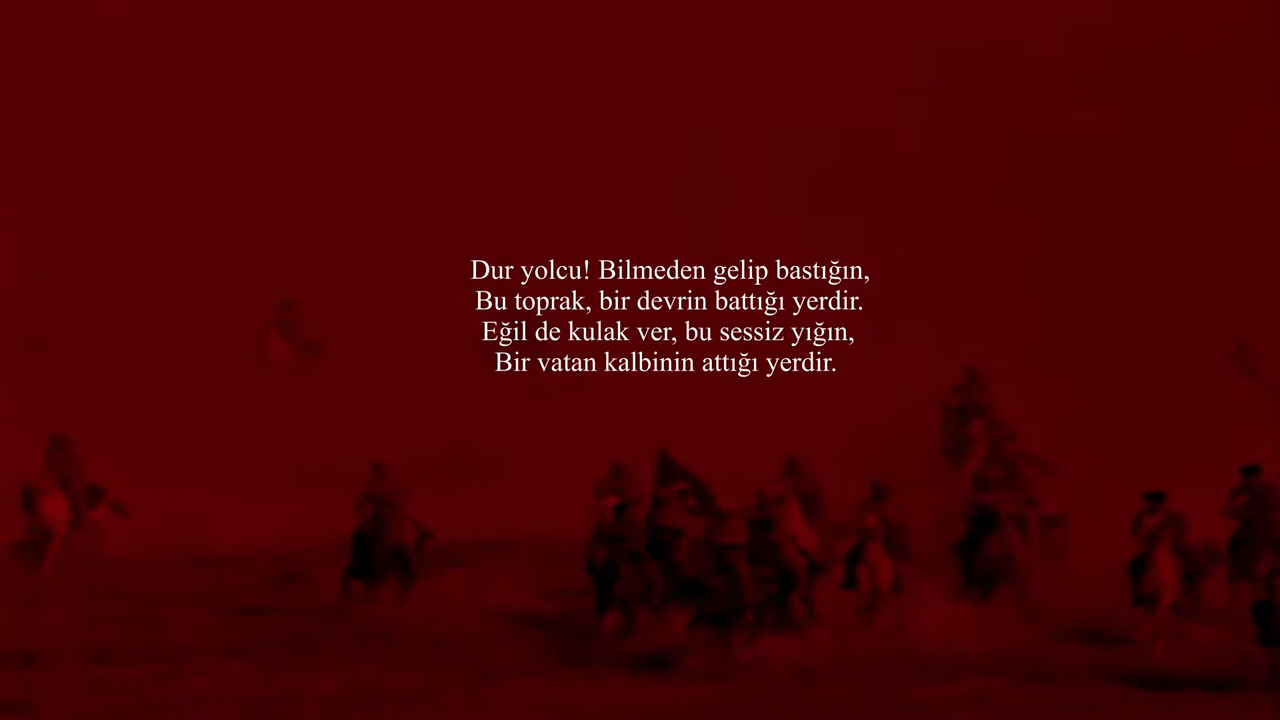 Dur yolcu! Bilmeden gelip bastığın,
Bu toprak, bir devrin battığı yerdir.
Eğil de kulak ver, bu sessiz yığın,
Bir vatan kalbinin attığı yerdir.